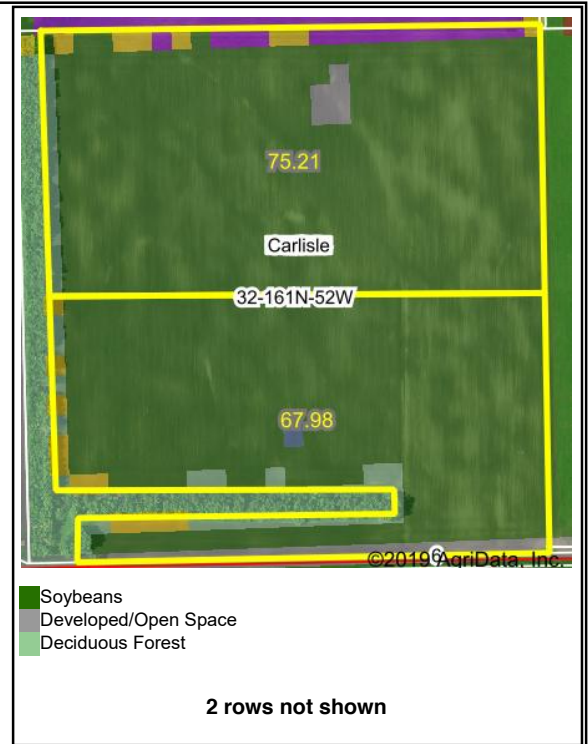 75.21
Carlisle
32-161N-52W
67.98
6
©2019 AgriData, Inc.
Soybeans
Developed/Open Space
Deciduous Forest
2 rows not shown